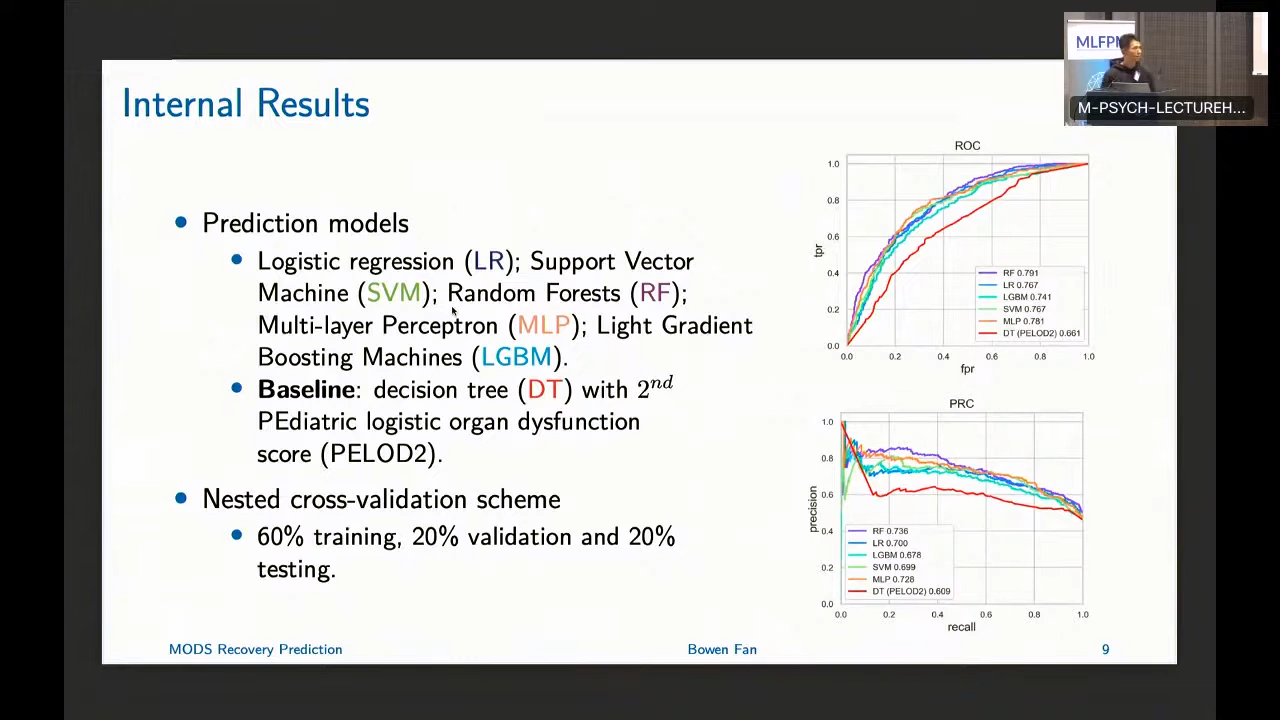 MLFPM
M-PSYCH-LECTUREH...
Internal Results
Prediction models
Logistic regression (LR); Support Vector
Machine (SVM); Random Forests (RF);
Multi-layer Perceptron (MLP); Light Gradient
Boosting Machines (LGBM).
Baseline: decision tree (DT) with 2nd
PEdiatric logistic organ dysfunction
score (PELOD2).
Nested cross-validation scheme
60% training, 20% validation and 20%
testing.
ROC
1.0
0.8
0.6
0.4
0.2
0.0
tpr
RF 0.791
LR 0.767
LGBM 0.741
SVM 0.767
MLP 0.781
DT (PELOD2) 0.661
0.0 0.2 0.4 0.6 0.8 1.0
fpr
PRC
1.0
0.8
0.6
0.4
0.2
0.0
precision
RF 0.736
LR 0.700
LGBM 0.678
SVM 0.699
MLP 0.728
DT (PELOD2) 0.609
0.0 0.2 0.4 0.6 0.8 1.0
recall
MODS Recovery Prediction Bowen Fan 9